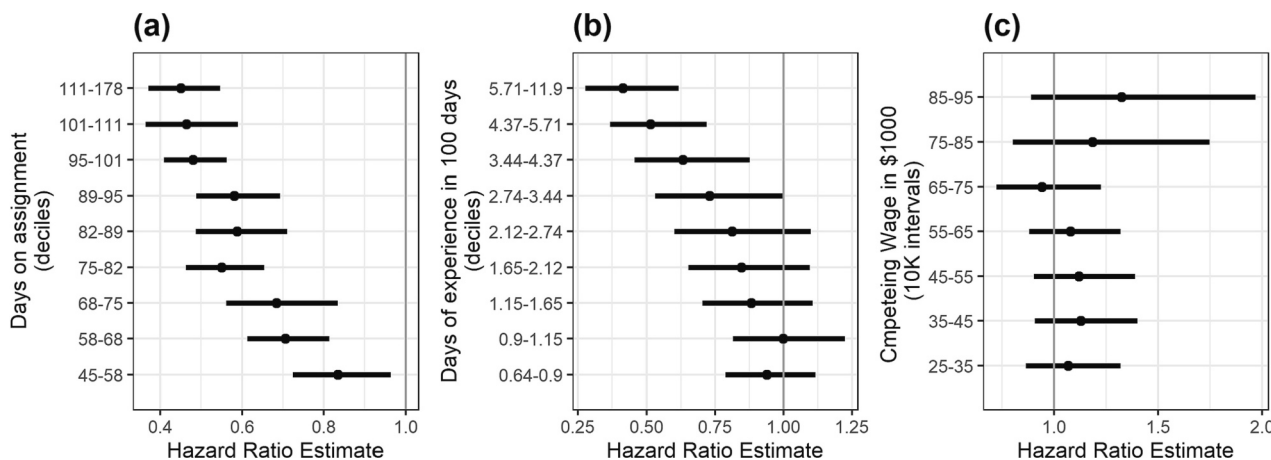 (a)
Days on assignment
(deciles)
111-178
101-111
95-101
89-95
82-89
75-82
68-75
58-68
45-58
0.4 0.6 0.8 1.0
Hazard Ratio Estimate
(b)
Days of experience in 100 days
(deciles)
5.71-11.9
4.37-5.71
3.44-4.37
2.74-3.44
2.12-2.74
1.65-2.12
1.15-1.65
0.9-1.15
0.64-0.9
0.25 0.50 0.75 1.00 1.25
Hazard Ratio Estimate
(c)
Cmpeteing Wage in $1000
(10K intervals)
85-95
75-85
65-75
55-65
45-55
35-45
25-35
1.0 1.5 2.0
Hazard Ratio Estimate